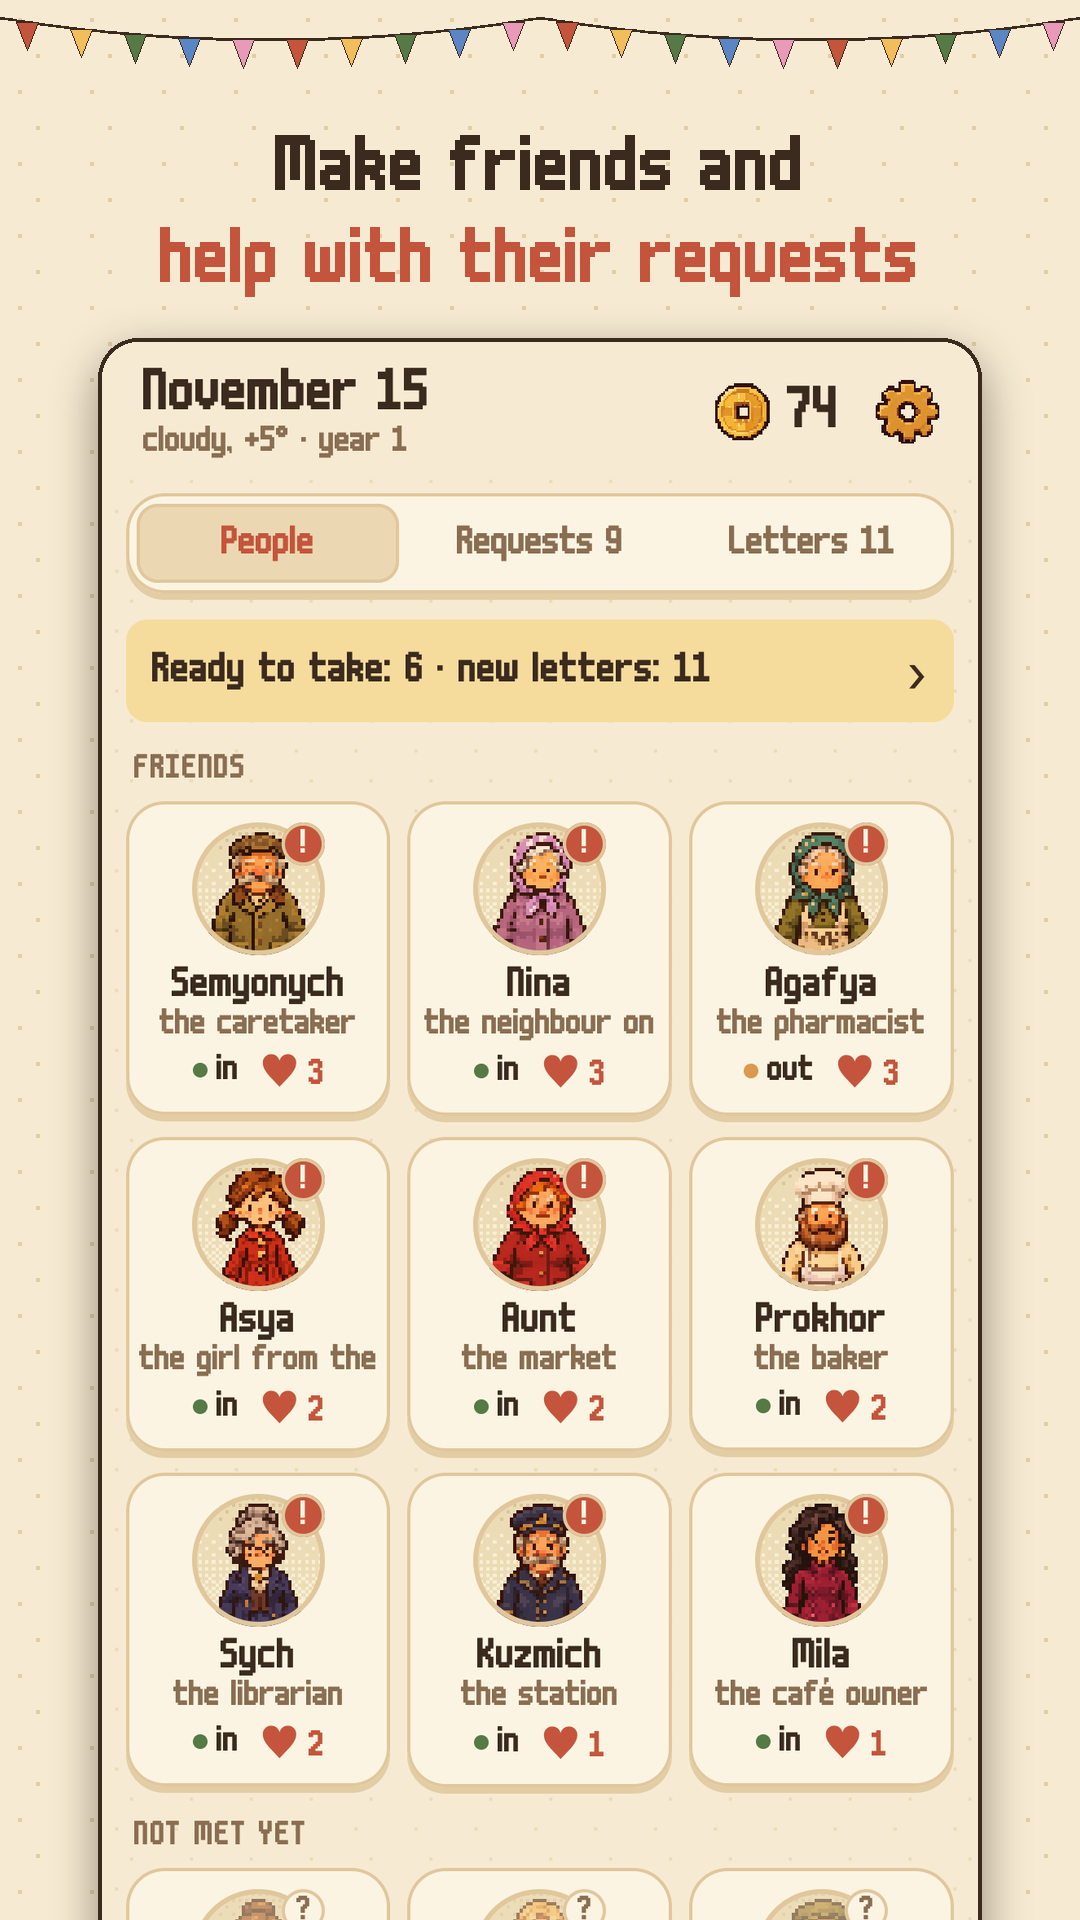 Make friends and
help with their requests
November 15
74
cloudy, +5° · year 1
People
Requests 9
Letters 11
Ready to take: 6 · new letters: 11
FRIENDS
!
!
!
Semyonych
Nina
Agafya
the caretaker
the neighbour on
the pharmacist
in 3
in 3
out 3
!
!
!
Asya
Aunt
Prokhor
the girl from the
the market
the baker
in 2
in 2
in 2
!
!
!
Sych
Kuzmich
Mila
the librarian
the station
the café owner
in 2
in 1
in 1
NOT MET YET
?
?
?